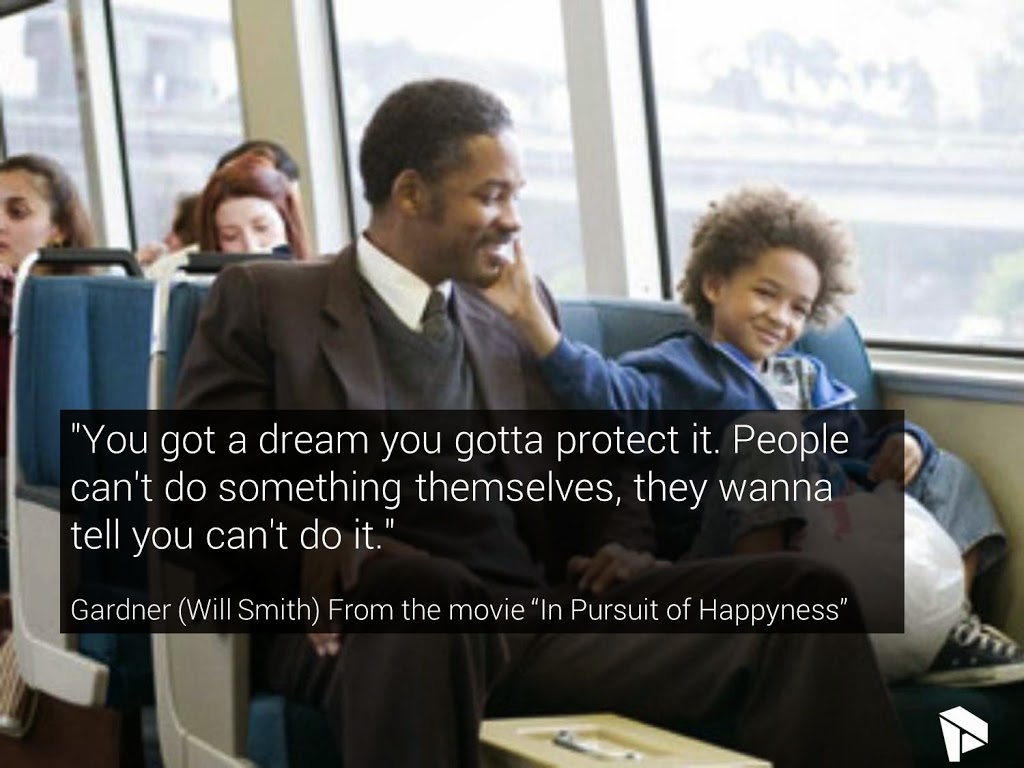 "You got a dream you gotta protect it. People
can't do something themselves, they wanna
tell you can't do it."
Gardner (Will Smith) From the movie “In Pursuit of Happyness”